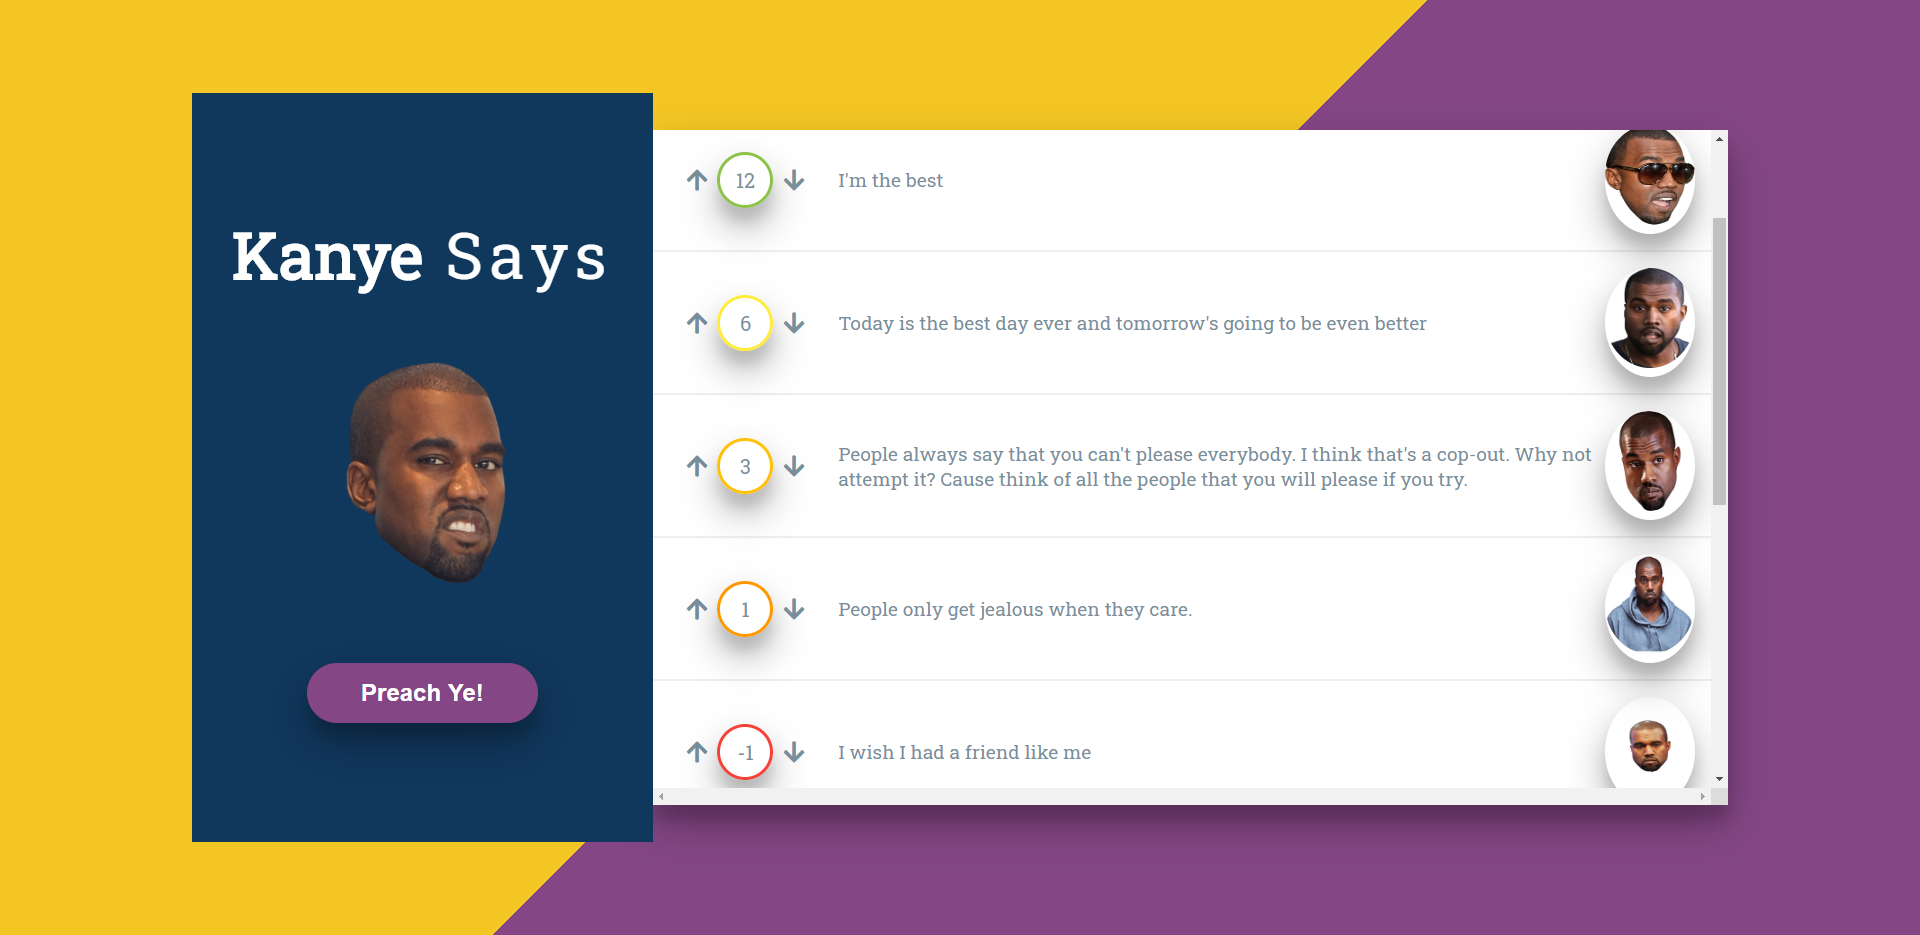 Kanye Says
Preach Ye!
12
I'm the best
6
Today is the best day ever and tomorrow's going to be even better
3
People always say that you can't please everybody. I think that's a cop-out. Why not
attempt it? Cause think of all the people that you will please if you try.
1
People only get jealous when they care.
-1
I wish I had a friend like me